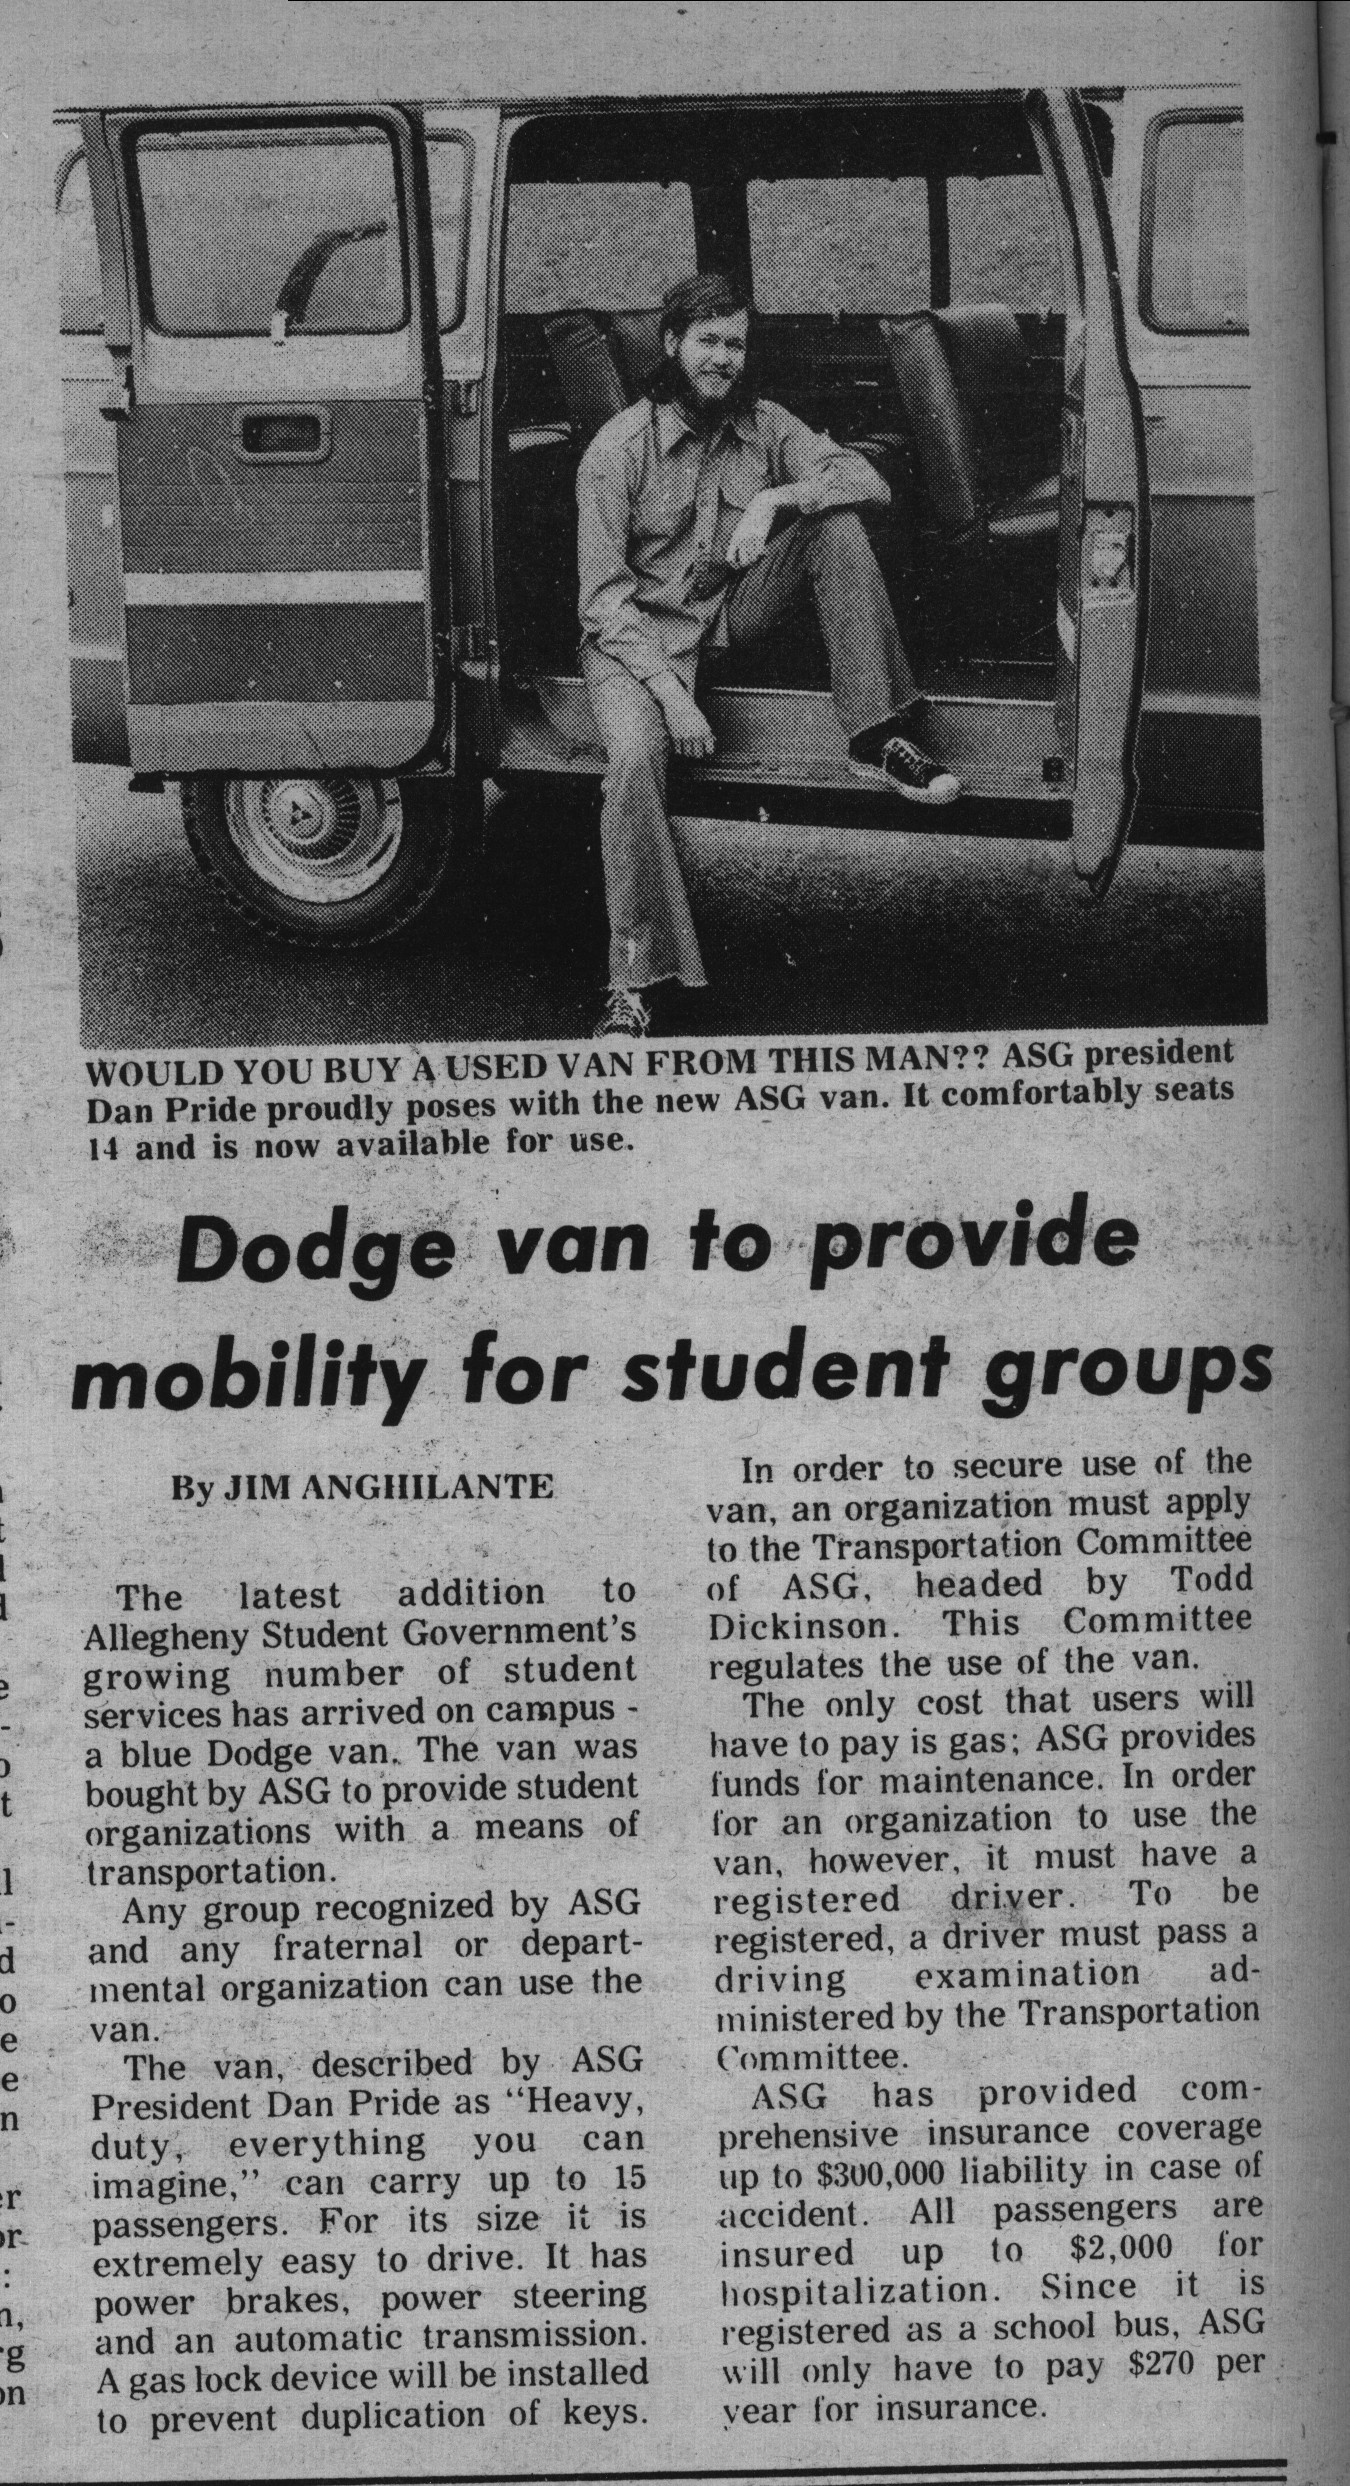 WOULD YOU BUY A USED VAN FROM THIS MAN?? ASG president
Dan Pride proudly poses with the new ASG van. It comfortably seats
14 and is now available for use.
Dodge van to provide
mobility for student groups
By JIM ANGHILANTE
The latest addition to
Allegheny Student Government's
growing number of student
services has arrived on campus -
a blue Dodge van. The van was
bought by ASG to provide student
organizations with a means of
transportation.
Any group recognized by ASG
and any fraternal or depart-
mental organization can use the
van.
The van, described by ASG
President Dan Pride as "Heavy,
duty, everything you can
imagine," can carry up to 15
passengers. For its size it is
extremely easy to drive. It has
power brakes, power steering
and an automatic transmission.
A gas lock device will be installed
to prevent duplication of keys.
In order to secure use of the
van, an organization must apply
to the Transportation Committee
of ASG, headed by Todd
Dickinson. This Committee
regulates the use of the van.
The only cost that users will
have to pay is gas; ASG provides
funds for maintenance. In order
for an organization to use the
van, however, it must have a
registered driver. To be
registered, a driver must pass a
driving examination ad-
ministered by the Transportation
Committee.
ASG has provided com-
prehensive insurance coverage
up to $300,000 liability in case of
accident. All passengers are
insured up to $2,000 for
hospitalization. Since it is
registered as a school bus, ASG
will only have to pay $270 per
year for insurance.